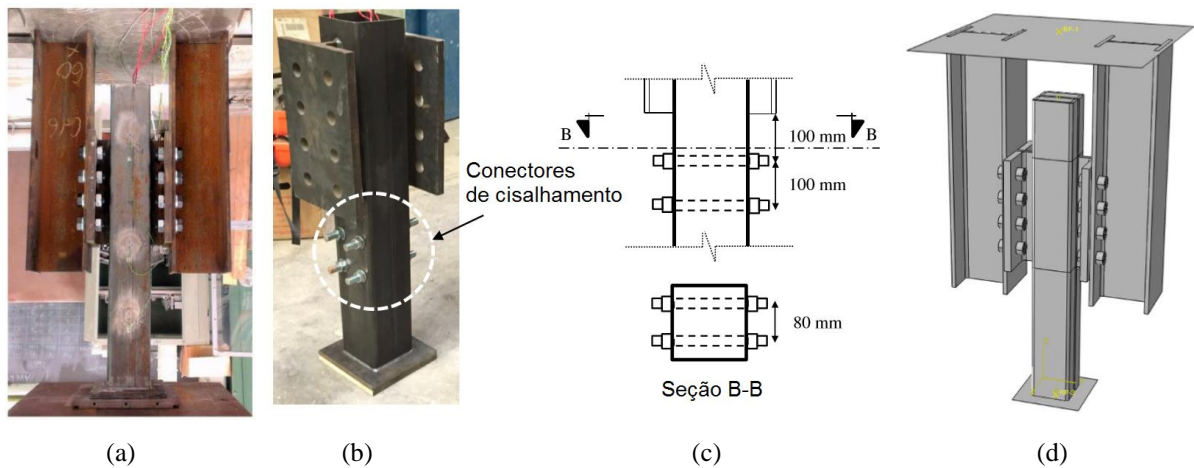 Conectores
de cisalhamento
B
B
100 mm
100 mm
80 mm
Seção B-B
(a)
(b)
(c)
(d)